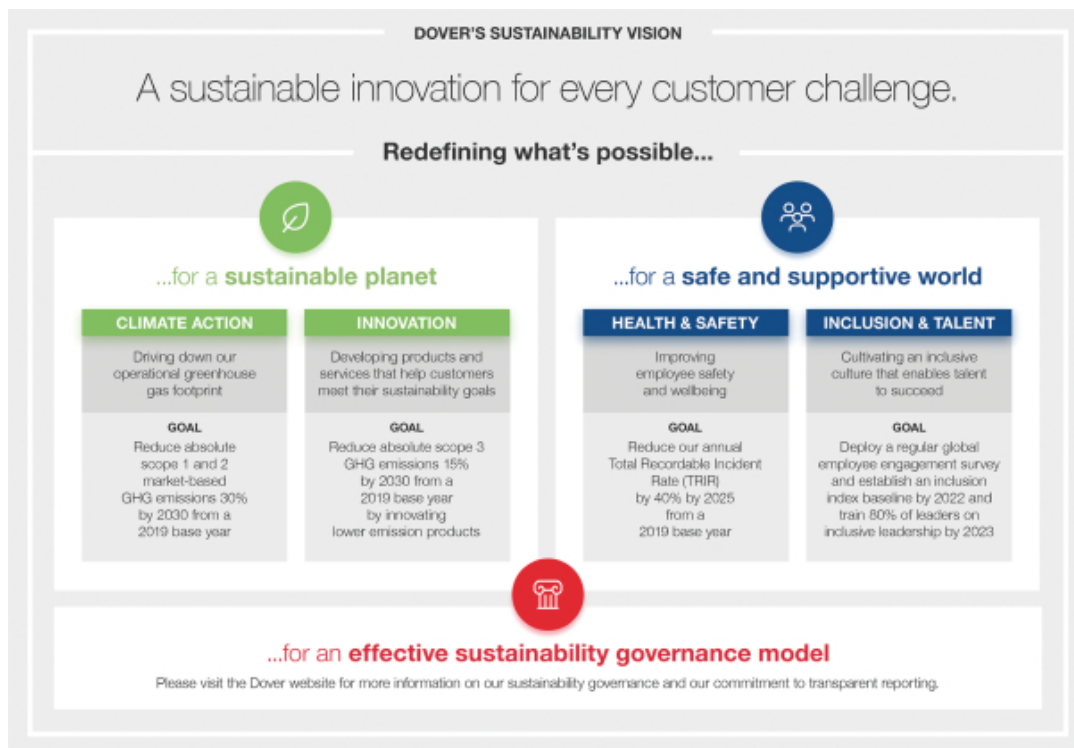 DOVER'S SUSTAINABILITY VISION
A sustainable innovation for every customer challenge.
Redefining what's possible...
...for a sustainable planet
CLIMATE ACTION
Driving down our
operational greenhouse
gas footprint
GOAL
Reduce absolute
scope 1 and 2
market-based
GHG emissions 30%
by 2030 from a
2019 base year
INNOVATION
Developing products and
services that help customers
meet their sustainability goals
GOAL
Reduce absolute scope 3
GHG emissions 15%
by 2030 from a
2019 base year
by innovating
lower emission products
...for a safe and supportive world
HEALTH & SAFETY
Improving
employee safety
and wellbeing
GOAL
Reduce our annual
Total Recordable Incident
Rate (TRIR)
by 40% by 2025
from a
2019 base year
INCLUSION & TALENT
Cultivating an inclusive
culture that enables talent
to succeed
GOAL
Deploy a regular global
employee engagement survey
and establish an inclusion
index baseline by 2022 and
train 80% of leaders on
inclusive leadership by 2023
...for an effective sustainability governance model
Please visit the Dover website for more information on our sustainability governance and our commitment to transparent reporting.